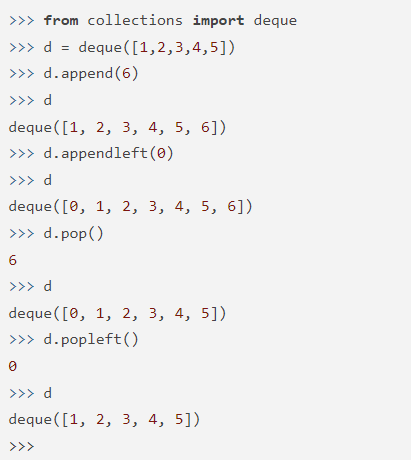 >>> from collections import deque
>>> d = deque([1,2,3,4,5])
>>> d.append(6)
>>> d
deque([1, 2, 3, 4, 5, 6])
>>> d.appendleft(0)
>>> d
deque([0, 1, 2, 3, 4, 5, 6])
>>> d.pop()
6
>>> d
deque([0, 1, 2, 3, 4, 5])
>>> d.popleft()
0
>>> d
deque([1, 2, 3, 4, 5])
>>>